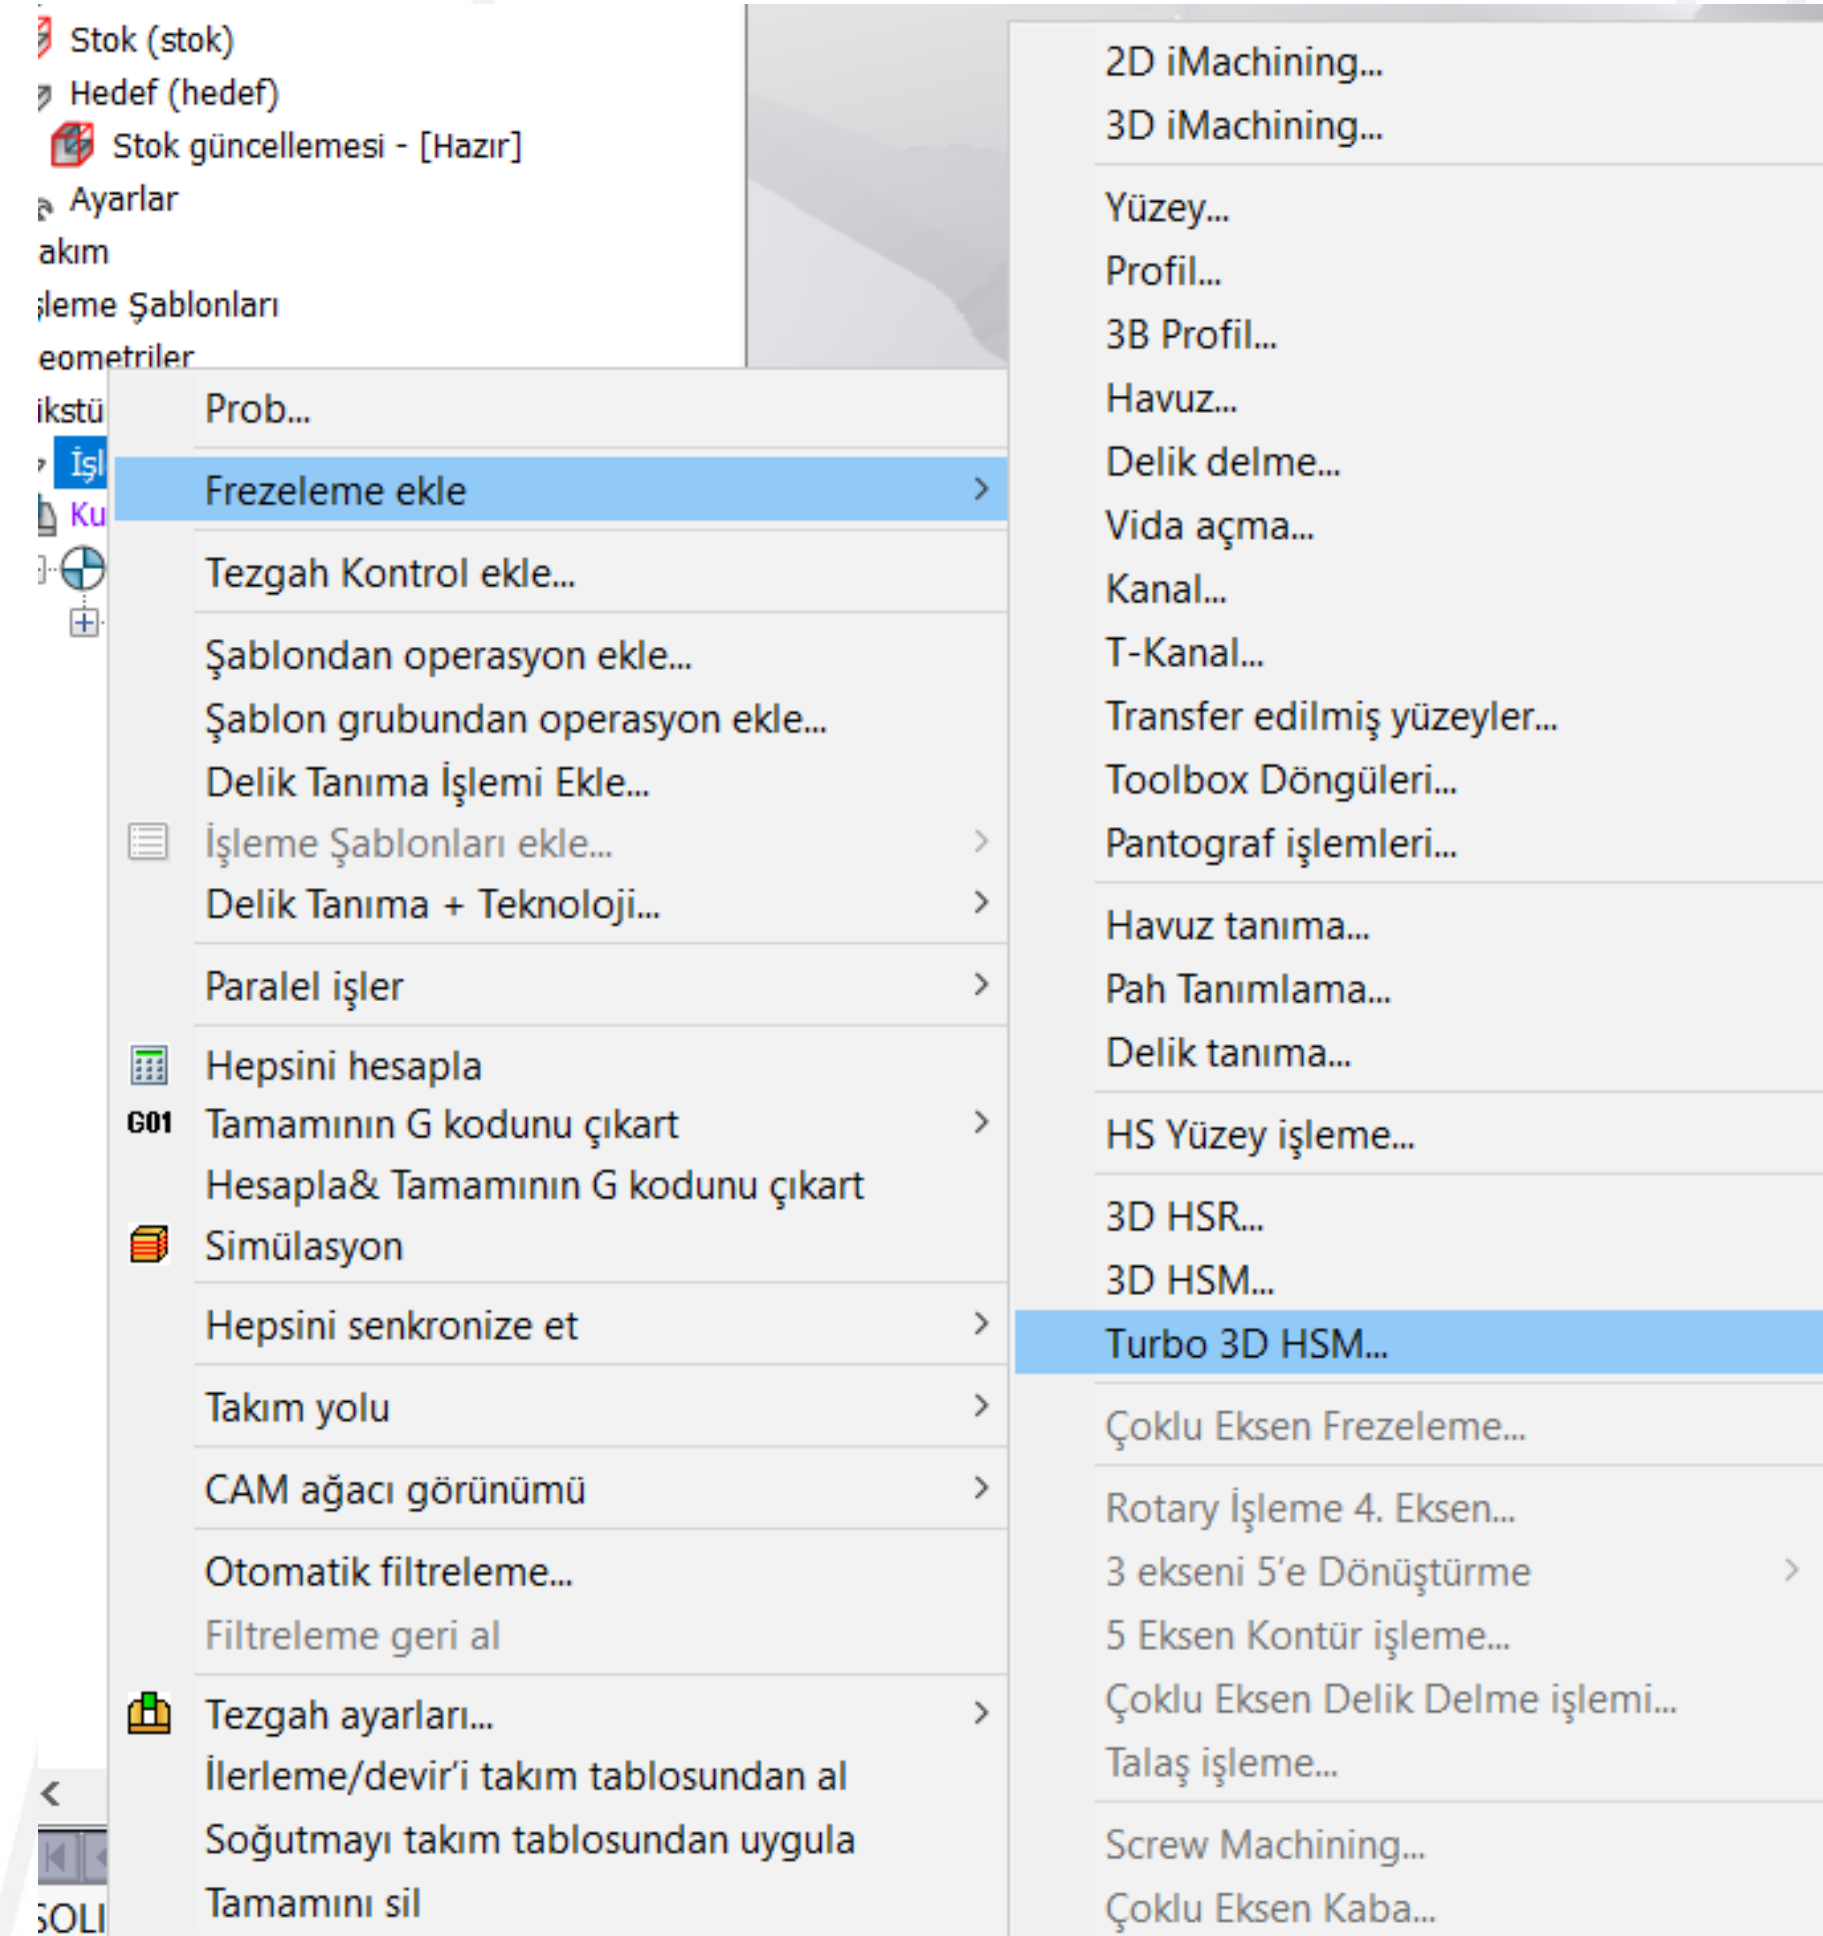 Stok (stok)
Hedef (hedef)
Stok güncellemesi - [Hazır]
Ayarlar
akım
şleme Şablonları
eometriler
ikstü
İşl
Ku
Prob...
Frezeleme ekle
Tezgah Kontrol ekle...
Şablondan operasyon ekle...
Şablon grubundan operasyon ekle...
Delik Tanıma İşlemi Ekle...
İşleme Şablonları ekle...
Delik Tanıma + Teknoloji...
Paralel işler
Hepsini hesapla
G01 Tamamının G kodunu çıkart
Hesapla& Tamamının G kodunu çıkart
Simülasyon
Hepsini senkronize et
Takım yolu
CAM ağacı görünümü
Otomatik filtreleme...
Filtreleme geri al
Tezgah ayarları...
İlerleme/devir'i takım tablosundan al
Soğutmayı takım tablosundan uygula
Tamamını sil
SOLI
2D iMachining...
3D iMachining...
Yüzey...
Profil...
3B Profil...
Havuz...
Delik delme...
Vida açma...
Kanal...
T-Kanal...
Transfer edilmiş yüzeyler...
Toolbox Döngüleri...
Pantograf işlemleri...
Havuz tanıma...
Pah Tanımlama...
Delik tanıma...
HS Yüzey işleme...
3D HSR...
3D HSM...
Turbo 3D HSM...
Çoklu Eksen Frezeleme...
Rotary İşleme 4. Eksen...
3 ekseni 5'e Dönüştürme
5 Eksen Kontür işleme...
Çoklu Eksen Delik Delme işlemi...
Talaş işleme...
Screw Machining...
Çoklu Eksen Kaba...